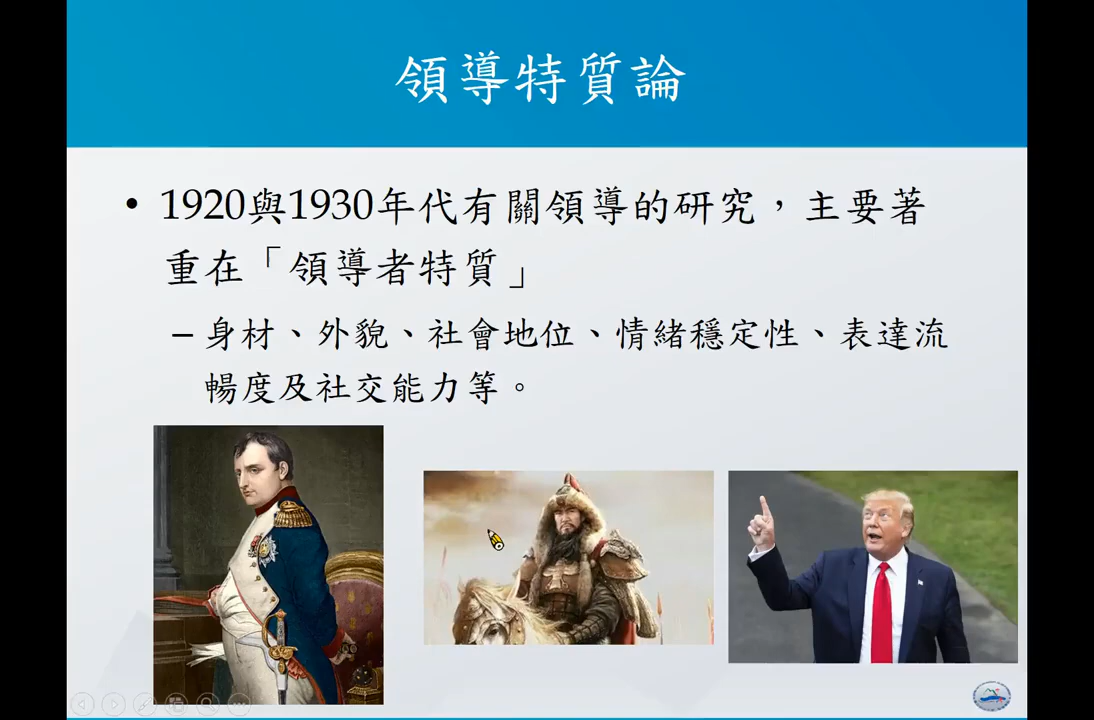 領導特質論
• 1920與1930年代有關領導的研究，主要著
重在「領導者特質」
– 身材、外貌、社會地位、情緒穩定性、表達流
暢度及社交能力等。